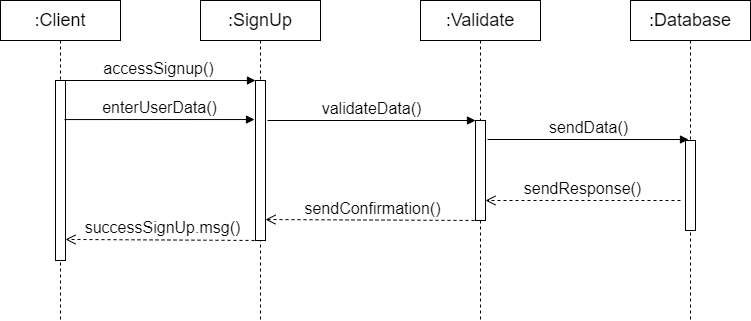 :Client
:SignUp
:Validate
:Database
accessSignup()
enterUserData()
validateData()
sendData()
sendResponse()
sendConfirmation()
successSignUp.msg()